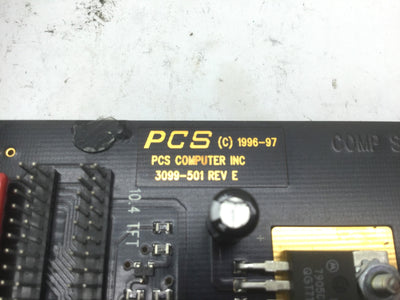 PCS (C) 1996-97
PCS COMPUTER INC
3099-501 REV E
COMP S
10.4 TFT